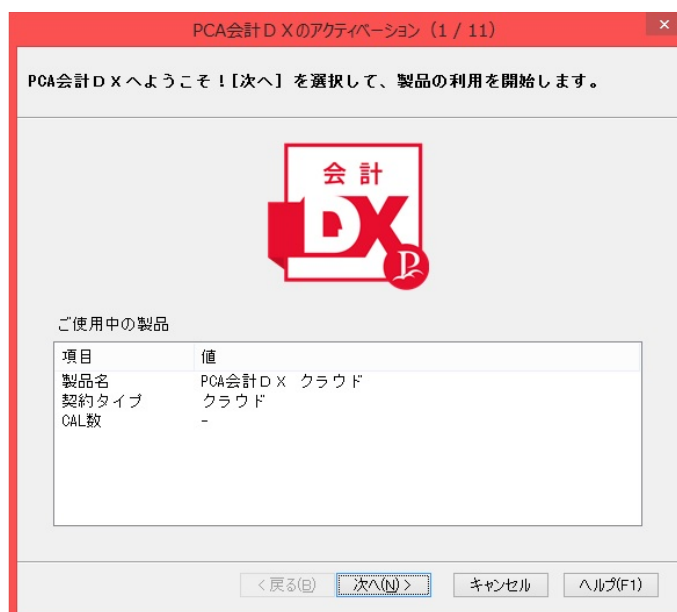 PCA会計ＤＸのアクティベーション（1 / 11）
PCA会計ＤＸへようこそ！[次へ] を選択して、製品の利用を開始します。
会計
DX
P
ご使用中の製品
項目 値
製品名 PCA会計ＤＸ クラウド
契約タイプ クラウド
CAL数 -
< 戻る(B) 次へ(N) > キャンセル ヘルプ(F1)